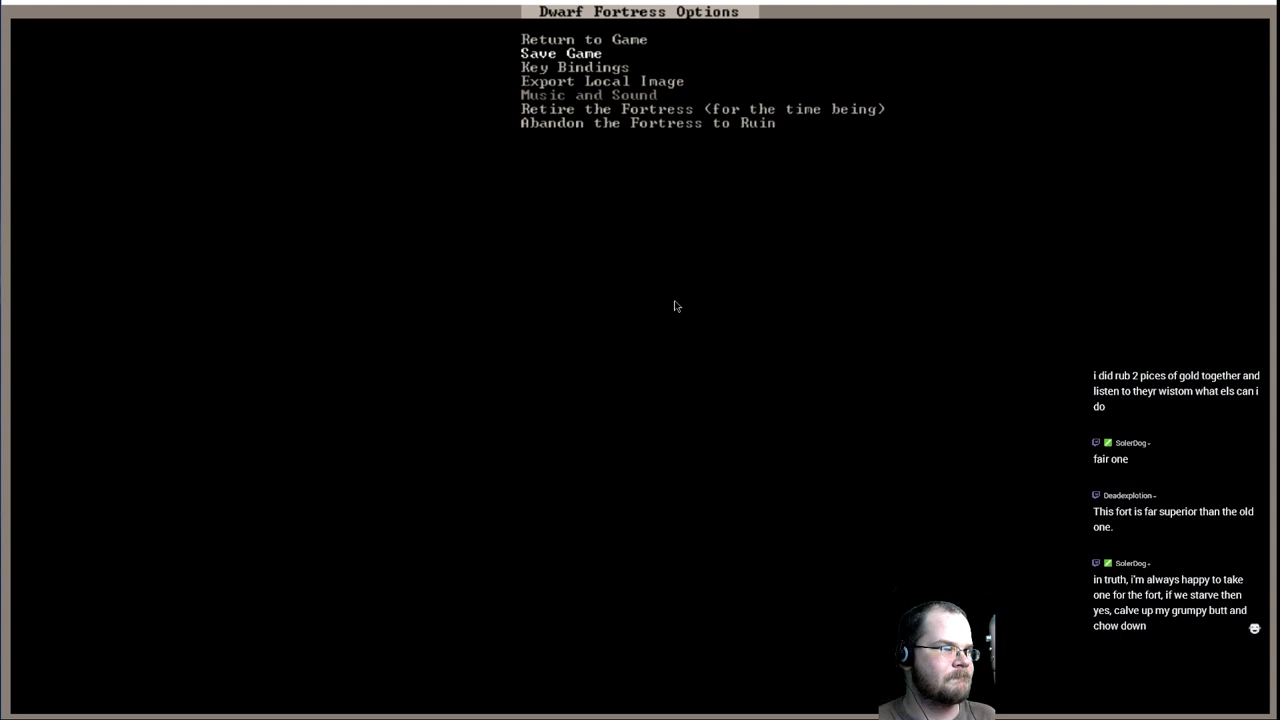 Dwarf Fortress Options
Return to Game
Save Game
Key Bindings
Export Local Image
Music and Sound
Retire the Fortress (for the time being)
Abandon the Fortress to Ruin
i did rub 2 pices of gold together and
listen to theyr wistom what els can i
do
SolerDog-
fair one
Deadexplotion-
This fort is far superior than the old
one.
SolerDog-
in truth, i'm always happy to take
one for the fort, if we starve then
yes, calve up my grumpy butt and
chow down